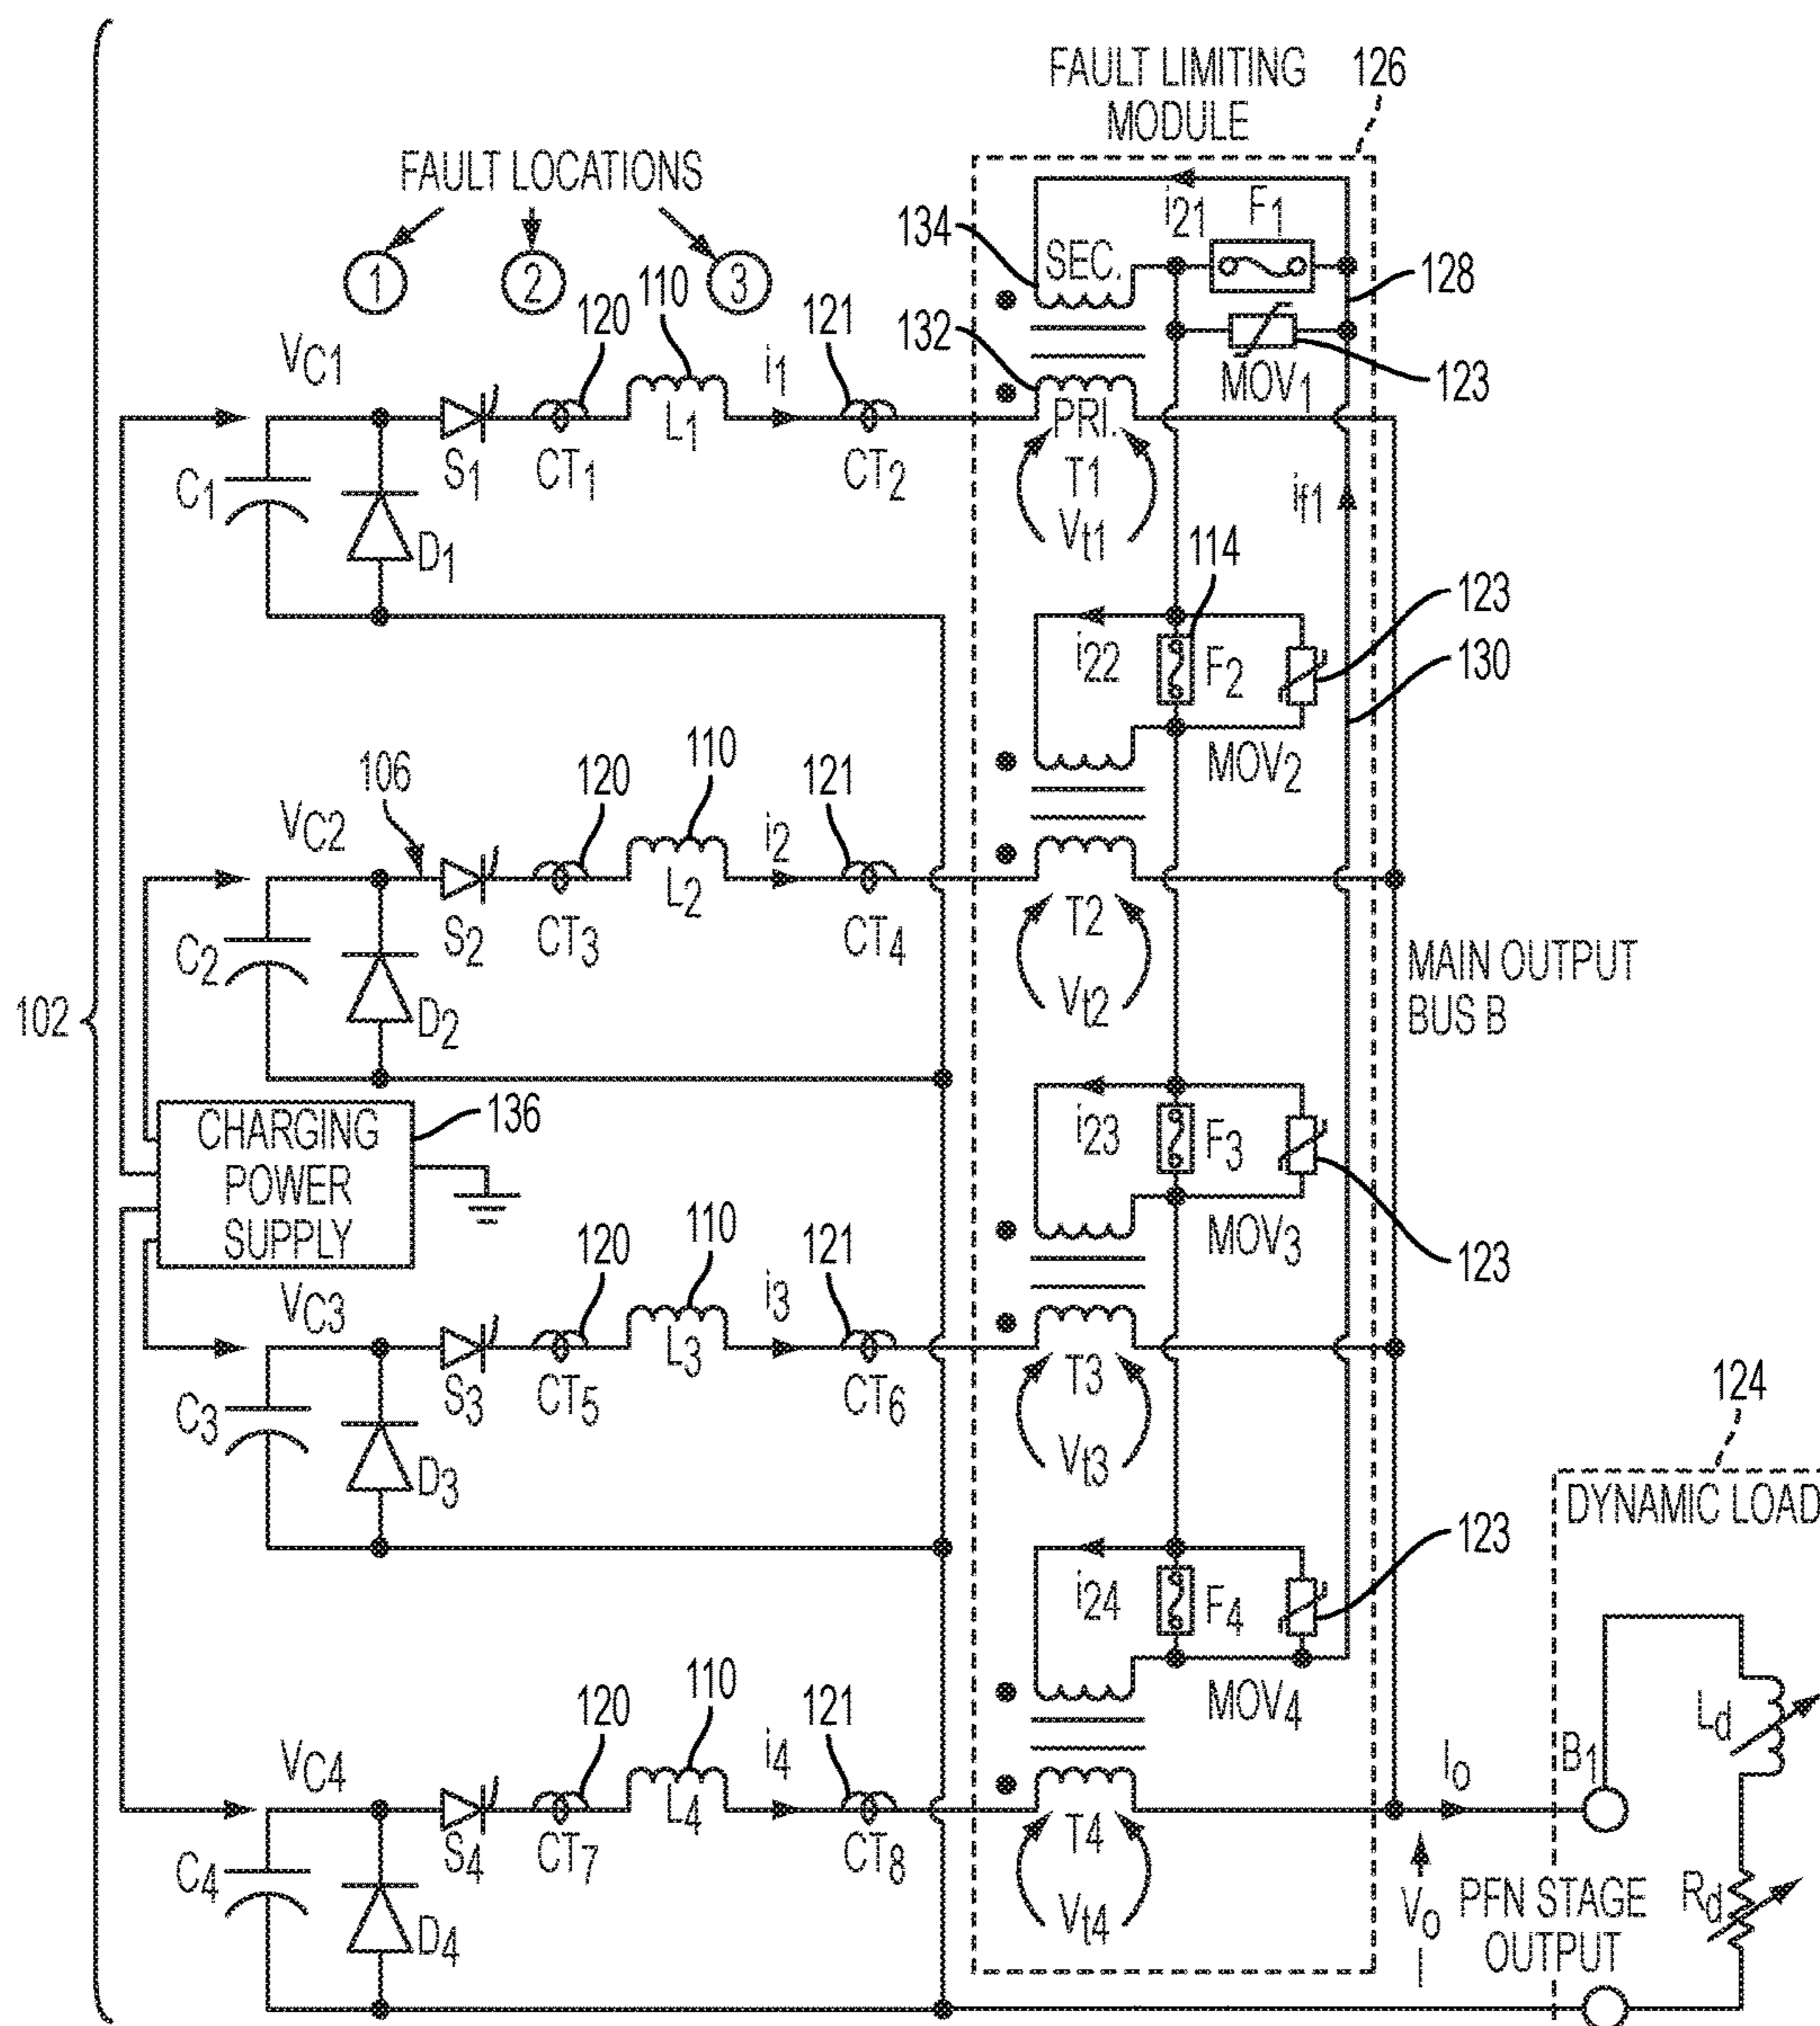 FAULT LIMITING
MODULE
126
FAULT LOCATIONS
1
2
3
134
SEC.
i21
F1
128
110
120
121
132
VC1
i1
MOV1
123
C1
S1
CT1
L1
CT2
PRI.
T1
Vt1
if1
D1
114
123
i22
F2
130
MOV2
106
VC2
120
110
i2
121
C2
S2
CT3
L2
CT4
T2
Vt2
MAIN OUTPUT
BUS B
102
D2
CHARGING
POWER
SUPPLY
136
i23
F3
MOV3
123
VC3
120
110
i3
121
C3
S3
CT5
L3
CT6
T3
Vt3
D3
124
DYNAMIC LOAD
i24
F4
123
MOV4
VC4
120
110
i4
121
C4
S4
CT7
L4
CT8
T4
Vt4
D4
Io
B1
Ld
Vo
PFN STAGE
OUTPUT
Rd